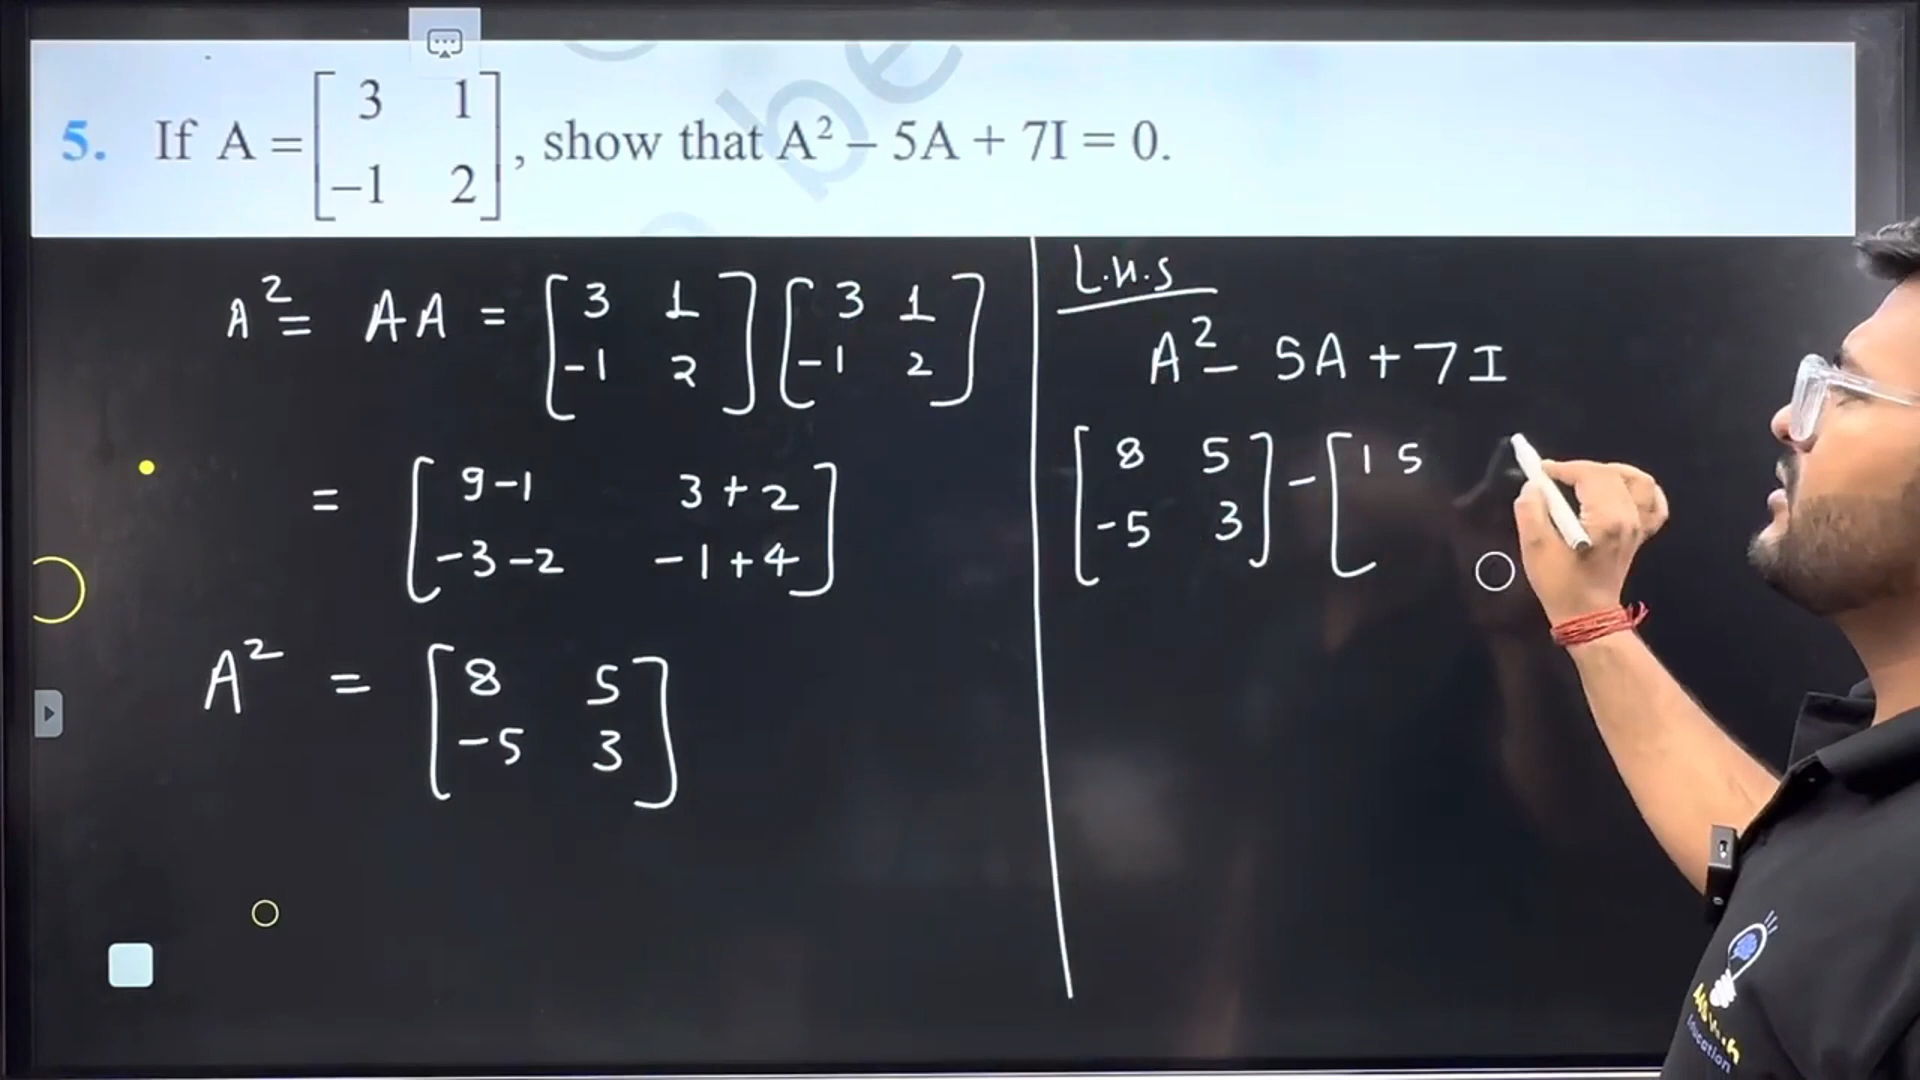 5. If A = [3 1; -1 2], show that A² – 5A + 7I = 0.
A² = AA = [3 1; -1 2] [3 1; -1 2]
= [9-1 3+2; -3-2 -1+4]
A² = [8 5; -5 3]
L.H.S
A² - 5A + 7I
[8 5; -5 3] - [15
be
Education